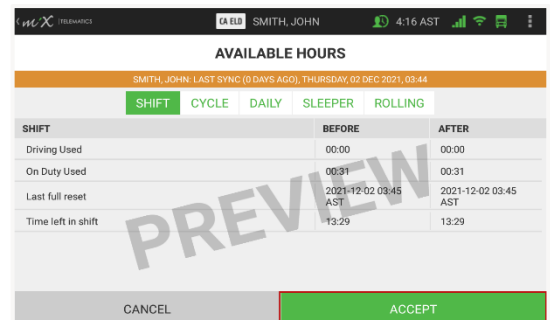 mX TELEMATICS CA ELD SMITH, JOHN 4:16 AST
AVAILABLE HOURS
SMITH, JOHN: LAST SYNC (0 DAYS AGO), THURSDAY, 02 DEC 2021, 03:44
SHIFT CYCLE DAILY SLEEPER ROLLING
SHIFT BEFORE AFTER
Driving Used 00:00 00:00
On Duty Used 00:31 00:31
Last full reset 2021-12-02 03:45 AST 2021-12-02 03:45 AST
Time left in shift 13:29 13:29
PREVIEW
CANCEL ACCEPT